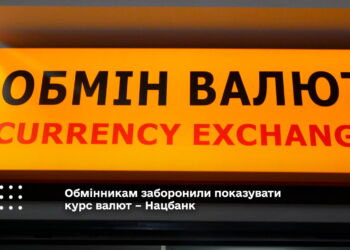 ОБМІН ВАЛЮТ
CURRENCY EXCHANG
Обмінникам заборонили показувати
курс валют – Нацбанк